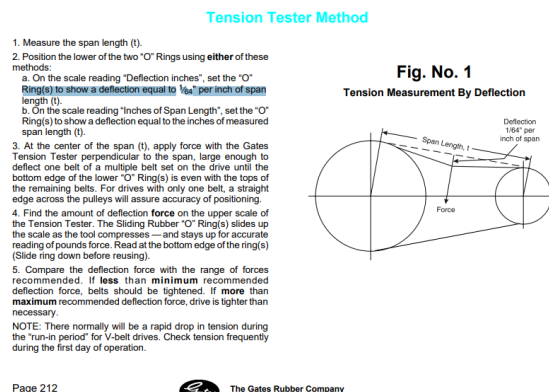 Tension Tester Method
1. Measure the span length (t).
2. Position the lower of the two “O” Rings using either of these
methods:
a. On the scale reading “Deflection inches”, set the “O”
Ring(s) to show a deflection equal to 1/64" per inch of span
length (t).
b. On the scale reading “Inches of Span Length”, set the “O”
Ring(s) to show a deflection equal to the inches of measured
span length (t).
3. At the center of the span (t), apply force with the Gates
Tension Tester perpendicular to the span, large enough to
deflect one belt of a multiple belt set on the drive until the
bottom edge of the lower “O” Ring(s) is even with the tops of
the remaining belts. For drives with only one belt, a straight
edge across the pulleys will assure accuracy of positioning.
4. Find the amount of deflection force on the upper scale of
the Tension Tester. The Sliding Rubber “O” Ring(s) slides up
the scale as the tool compresses — and stays up for accurate
reading of pounds force. Read at the bottom edge of the ring(s)
(Slide ring down before reusing).
5. Compare the deflection force with the range of forces
recommended. If less than minimum recommended
deflection force, belts should be tightened. If more than
maximum recommended deflection force, drive is tighter than
necessary.
NOTE: There normally will be a rapid drop in tension during
the “run-in period” for V-belt drives. Check tension frequently
during the first day of operation.
Fig. No. 1
Tension Measurement By Deflection
Deflection
1/64" per
inch of span
Span Length, t
Force
Page 212
The Gates Rubber Company